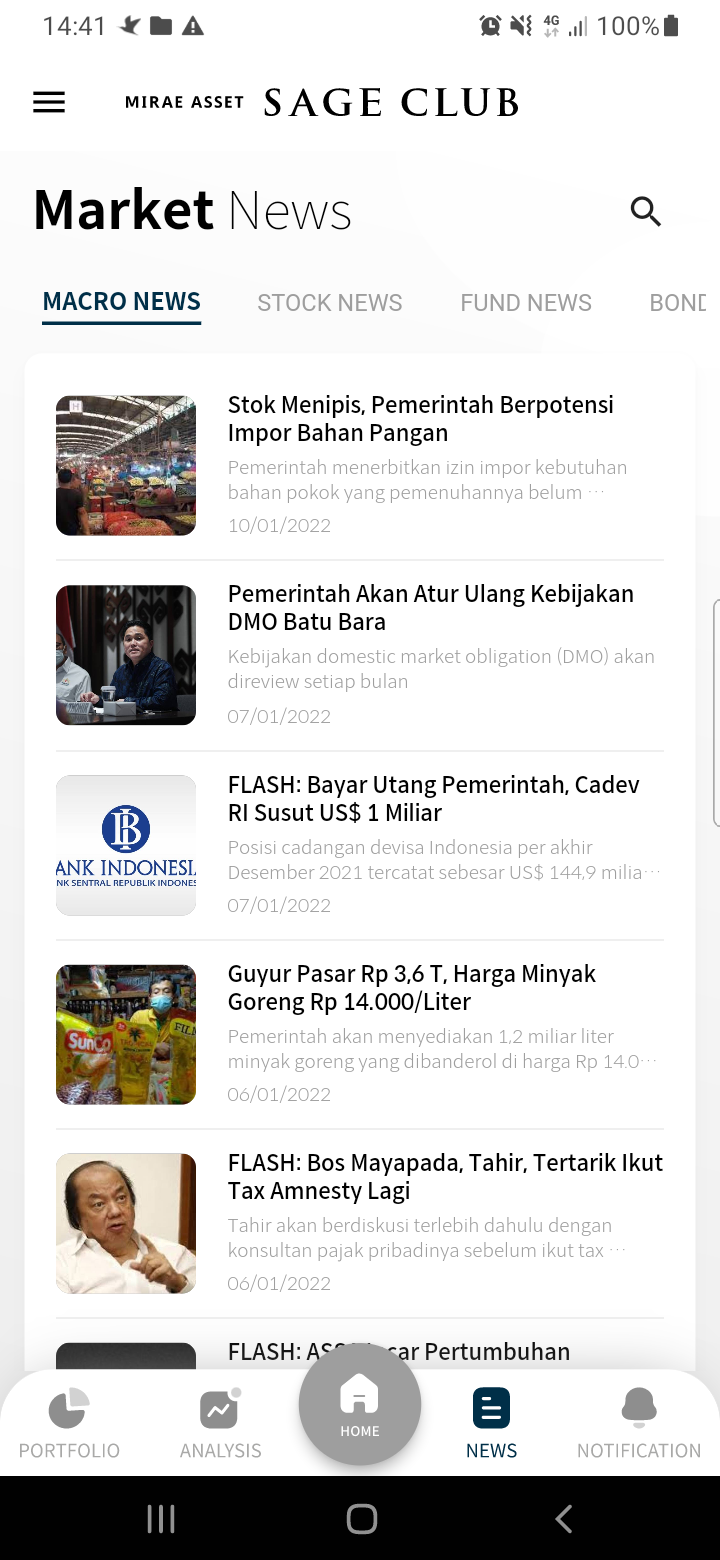 14:41
4G
100%
MIRAE ASSET SAGE CLUB
Market News
MACRO NEWS STOCK NEWS FUND NEWS BOND
Stok Menipis, Pemerintah Berpotensi
Impor Bahan Pangan
Pemerintah menerbitkan izin impor kebutuhan
bahan pokok yang pemenuhannya belum ...
10/01/2022
Pemerintah Akan Atur Ulang Kebijakan
DMO Batu Bara
Kebijakan domestic market obligation (DMO) akan
direview setiap bulan
07/01/2022
ANK INDONESI
NK SENTRAL REPUBLIK INDONES
FLASH: Bayar Utang Pemerintah, Cadev
RI Susut US$ 1 Miliar
Posisi cadangan devisa Indonesia per akhir
Desember 2021 tercatat sebesar US$ 144,9 milia...
07/01/2022
SunCo
FIL
Guyur Pasar Rp 3,6 T, Harga Minyak
Goreng Rp 14.000/Liter
Pemerintah akan menyediakan 1,2 miliar liter
minyak goreng yang dibanderol di harga Rp 14.0...
06/01/2022
FLASH: Bos Mayapada, Tahir, Tertarik Ikut
Tax Amnesty Lagi
Tahir akan berdiskusi terlebih dahulu dengan
konsultan pajak pribadinya sebelum ikut tax ...
06/01/2022
FLASH: Pertumbuhan
PORTFOLIO ANALYSIS HOME NEWS NOTIFICATION